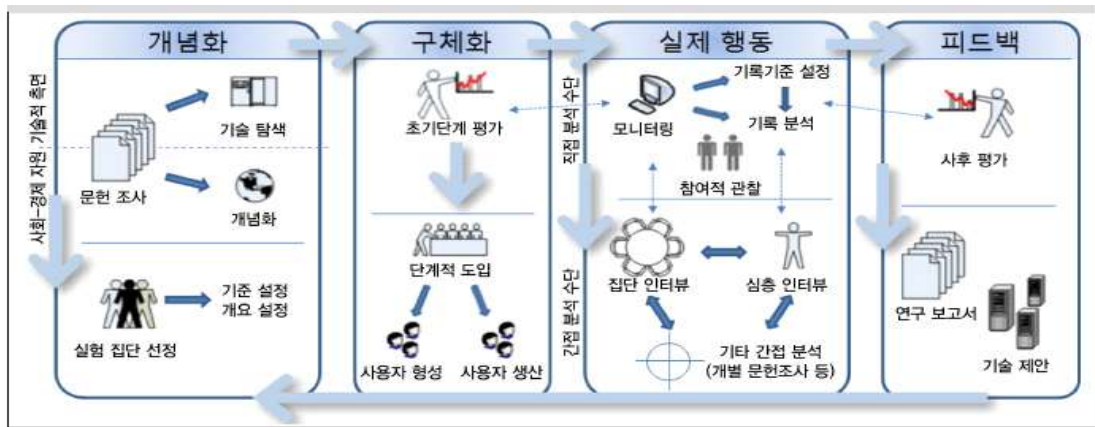 개념화
구체화
실제 행동
피드백
사회-경제 자원 기술적 측면
기술 탐색
문헌 조사
개념화
실험 집단 선정
기준 설정
개요 설정
초기단계 평가
단계적 도입
사용자 형성
사용자 생산
직접 분석 수단
간접 분석 수단
모니터링
기록기준 설정
기록 분석
참여적 관찰
집단 인터뷰
심층 인터뷰
기타 간접 분석
(개별 문헌조사 등)
사후 평가
연구 보고서
기술 제안